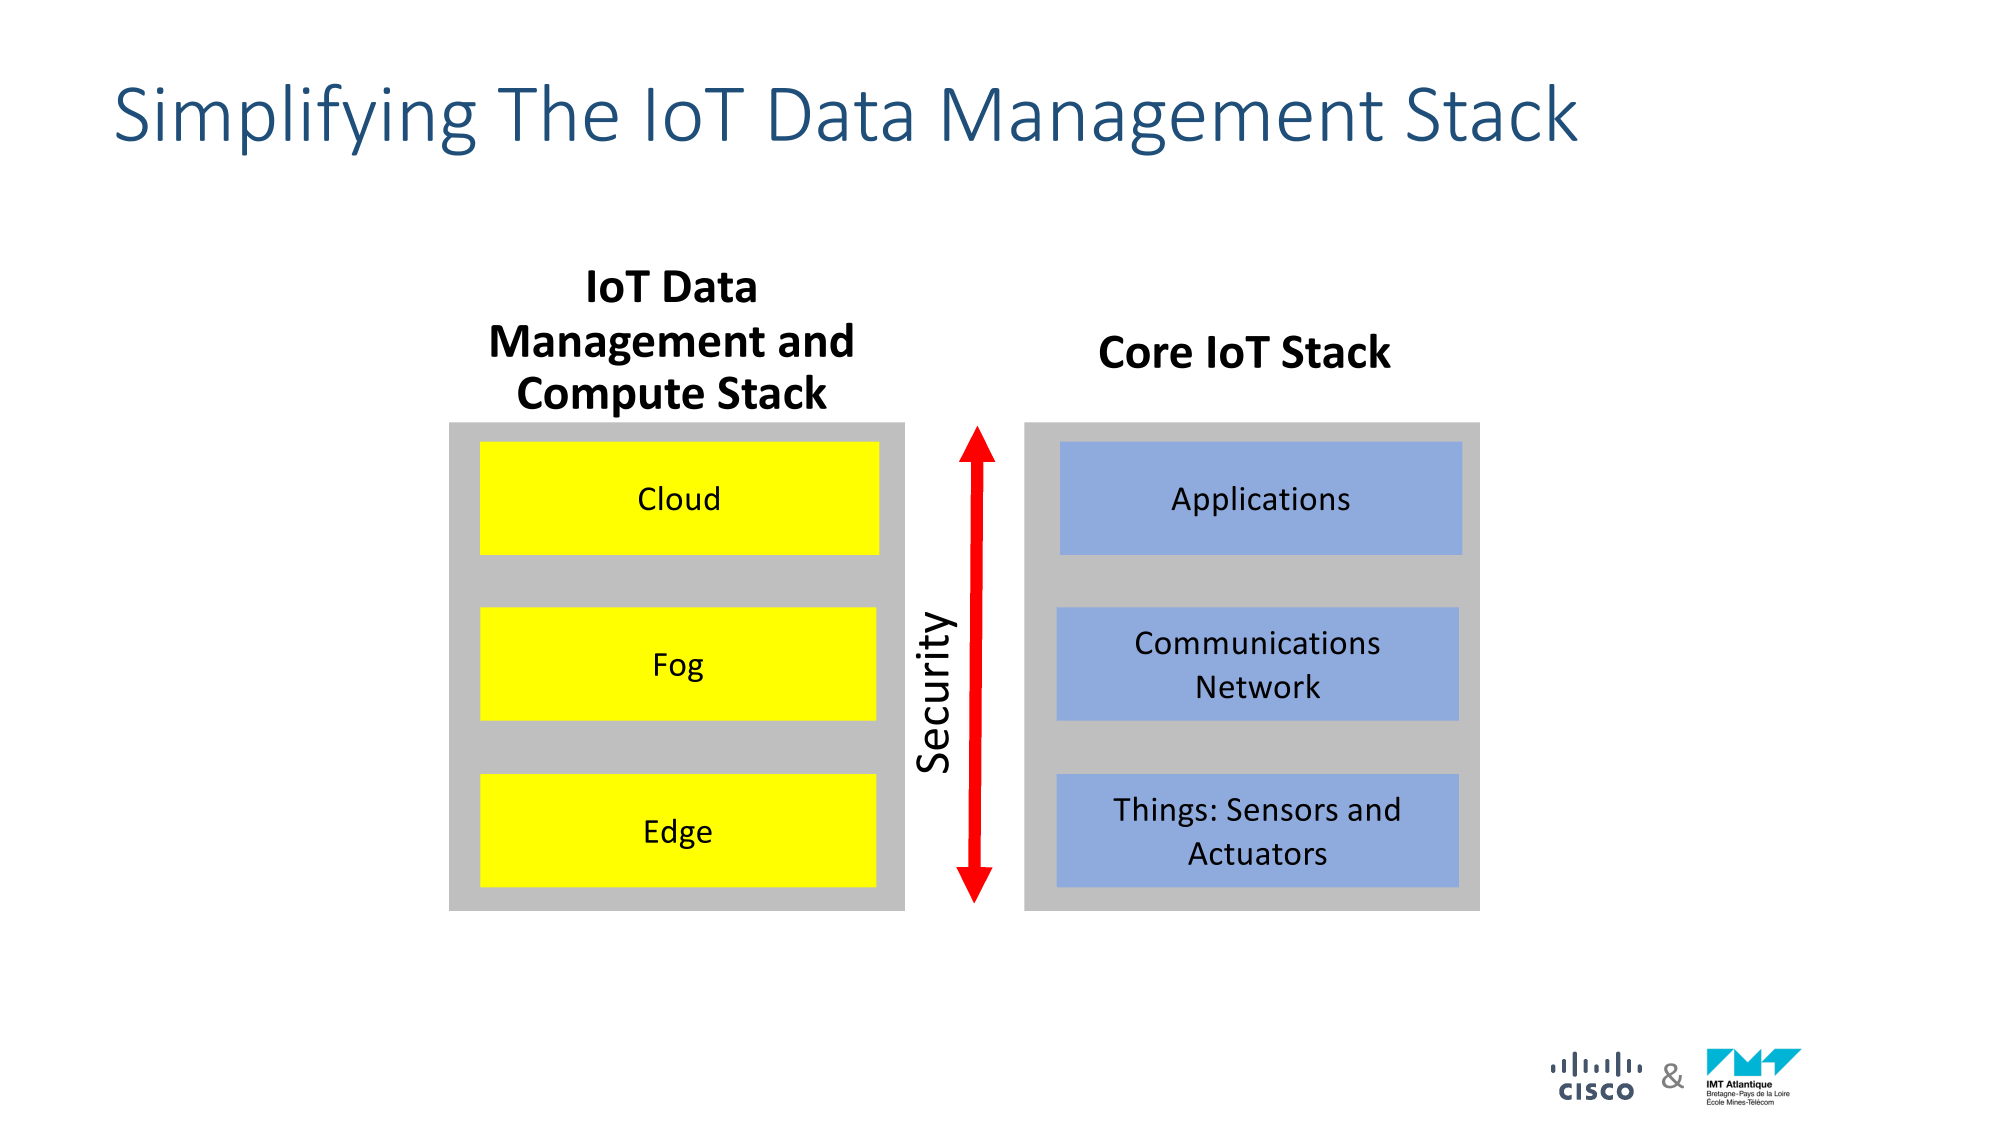 Simplifying The IoT Data Management Stack
IoT Data
Management and
Compute Stack
Core IoT Stack
Cloud
Fog
Edge
Security
Applications
Communications
Network
Things: Sensors and
Actuators
CISCO
&
IMT Atlantique
Bretagne-Pays de la Loire
École Mines-Télécom